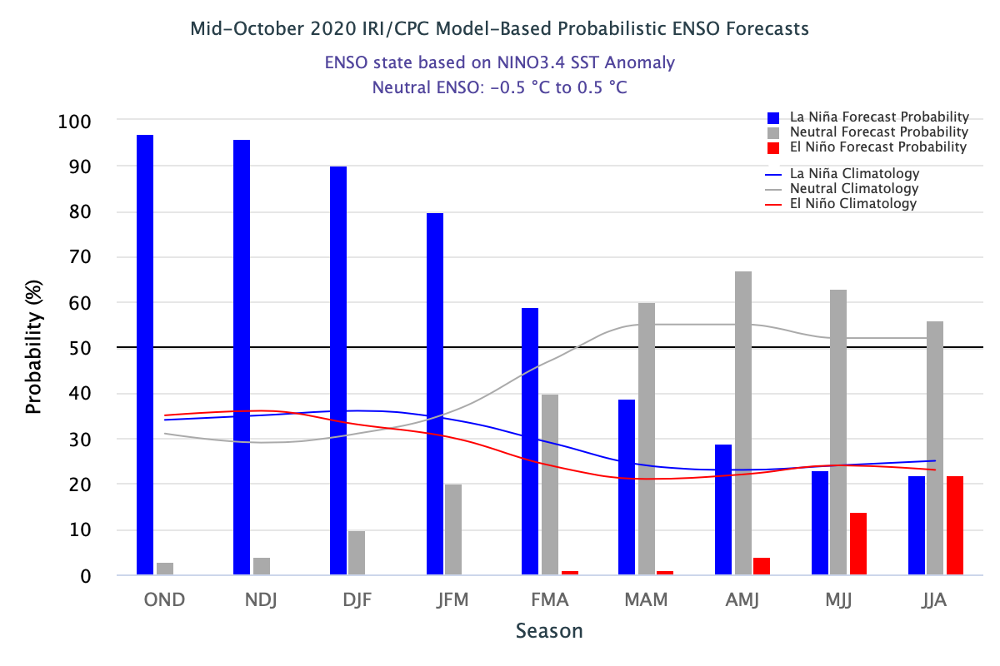 Mid-October 2020 IRI/CPC Model-Based Probabilistic ENSO Forecasts
ENSO state based on NINO3.4 SST Anomaly
Neutral ENSO: -0.5 °C to 0.5 °C
La Niña Forecast Probability
Neutral Forecast Probability
El Niño Forecast Probability
La Niña Climatology
Neutral Climatology
El Niño Climatology
Probability (%)
100
90
80
70
60
50
40
30
20
10
0
OND NDJ DJF JFM FMA MAM AMJ MJJ JJA
Season